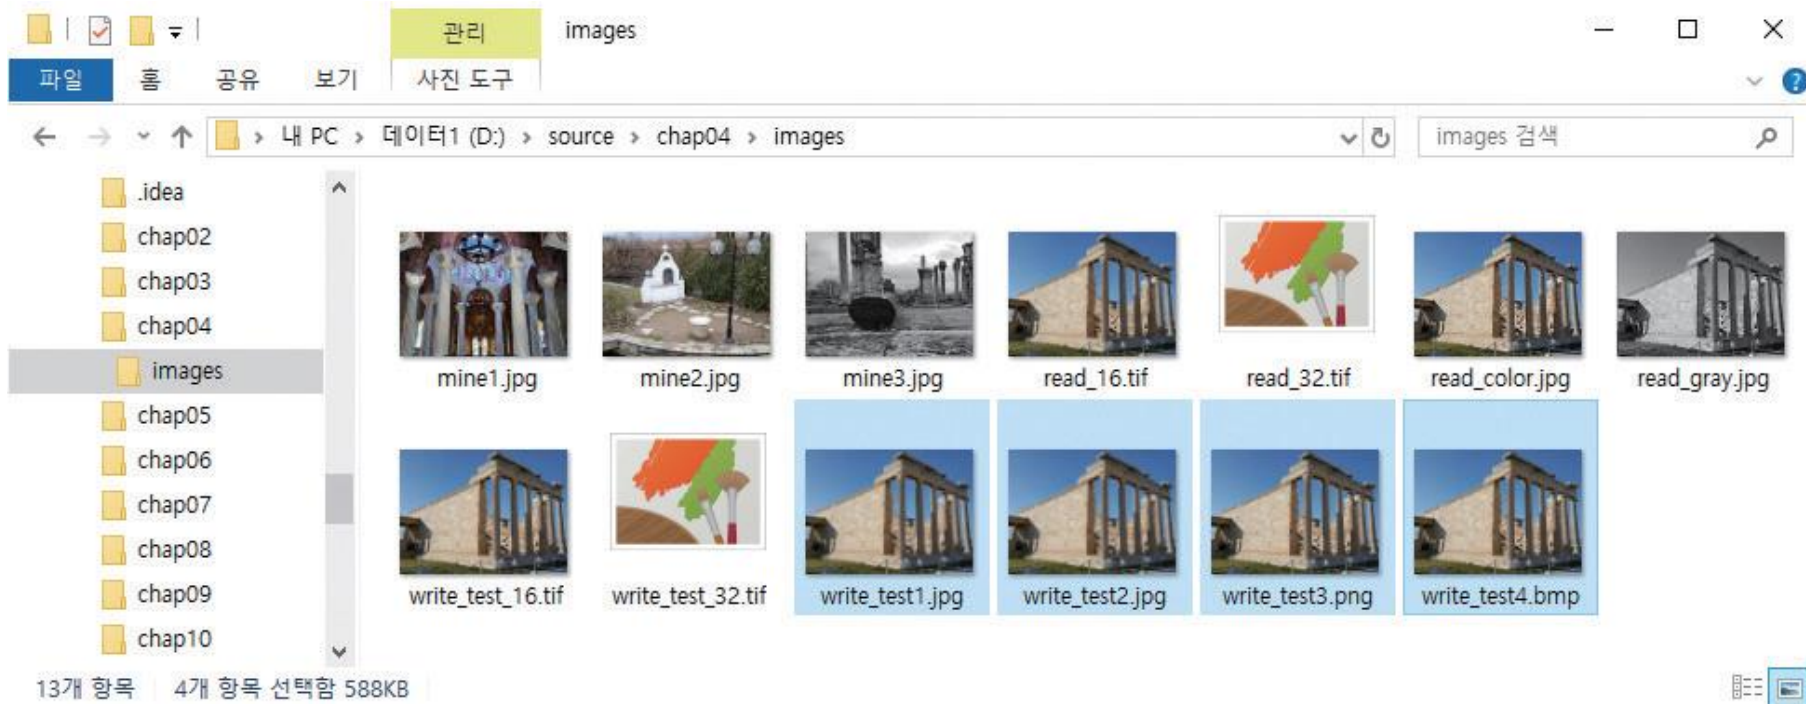 관리 images
파일 홈 공유 보기 사진 도구
내 PC > 데이터1 (D:) > source > chap04 > images
images 검색
.idea
chap02
chap03
chap04
images
chap05
chap06
chap07
chap08
chap09
chap10
mine1.jpg mine2.jpg mine3.jpg read_16.tif read_32.tif read_color.jpg read_gray.jpg
write_test_16.tif write_test_32.tif write_test1.jpg write_test2.jpg write_test3.png write_test4.bmp
13개 항목 4개 항목 선택함 588KB